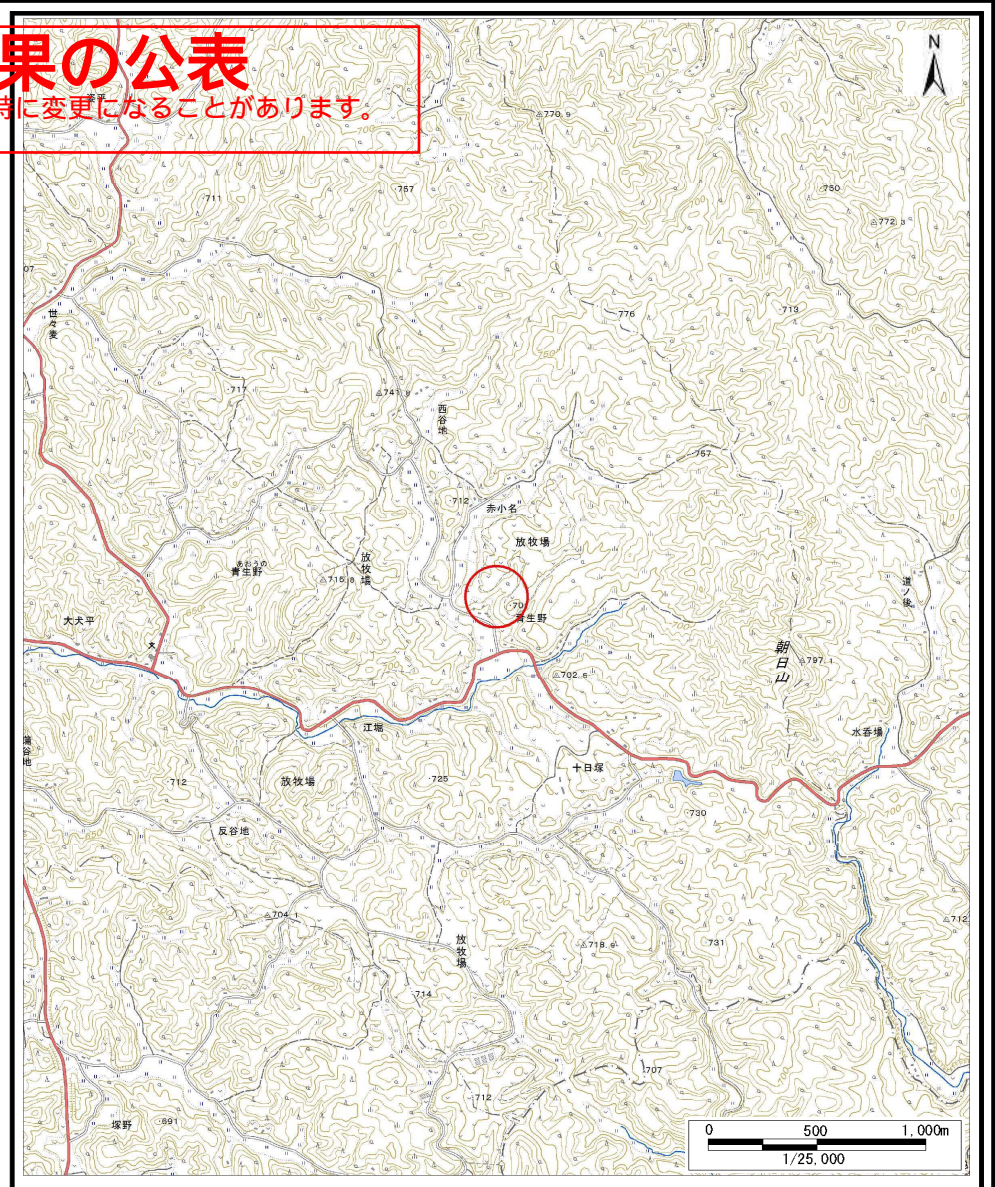 果の公表
時に変更になることがあります。
N
770.9
757
711
750
772.3
世々麦
776
713
717
741.8
西谷地
757
712
赤小名
放牧場
放牧場
あおうの
青生野
715.8
青生野
道ノ後
大犬平
朝日山
797.1
702.6
江堀
水呑場
十日塚
712
放牧場
725
730
反谷地
704.1
712
放牧場
718.6
731
714
707
712
塚野
691
0 500 1,000m
1/25,000